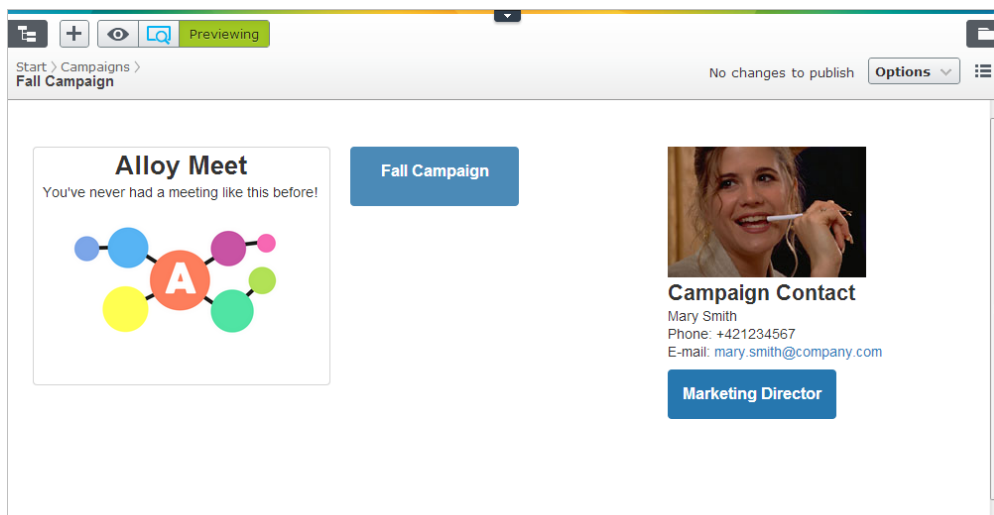 Previewing
Start > Campaigns >
Fall Campaign
No changes to publish
Options
Alloy Meet
You've never had a meeting like this before!
A
Fall Campaign
Campaign Contact
Mary Smith
Phone: +421234567
E-mail: mary.smith@company.com
Marketing Director